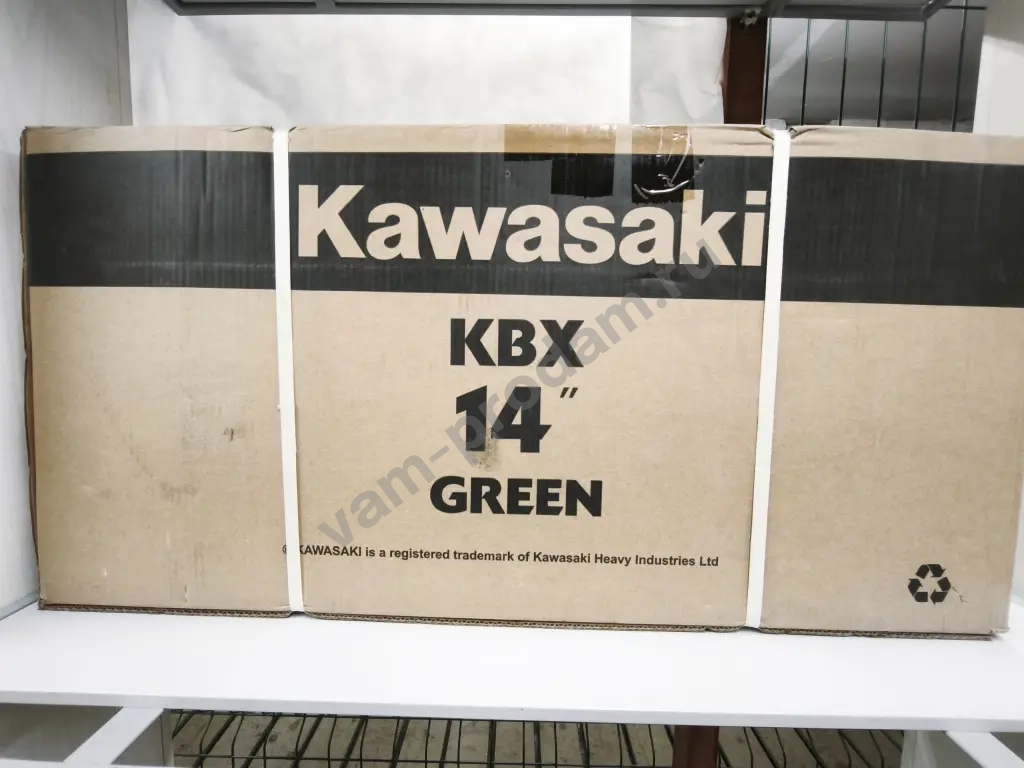 Kawasaki
KBX
14"
GREEN
® KAWASAKI is a registered trademark of Kawasaki Heavy Industries Ltd
vam-prodam.ru